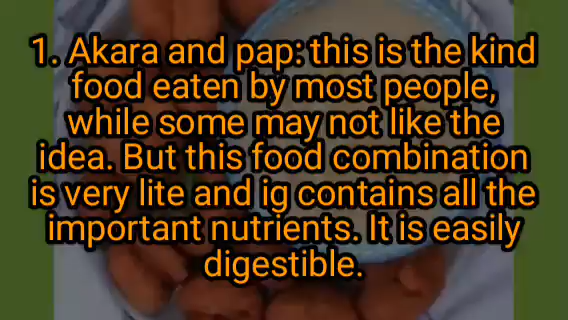 1. Akara and pap: this is the kind
food eaten by most people,
while some may not like the
idea. But this food combination
is very lite and ig contains all the
important nutrients. It is easily
digestible.